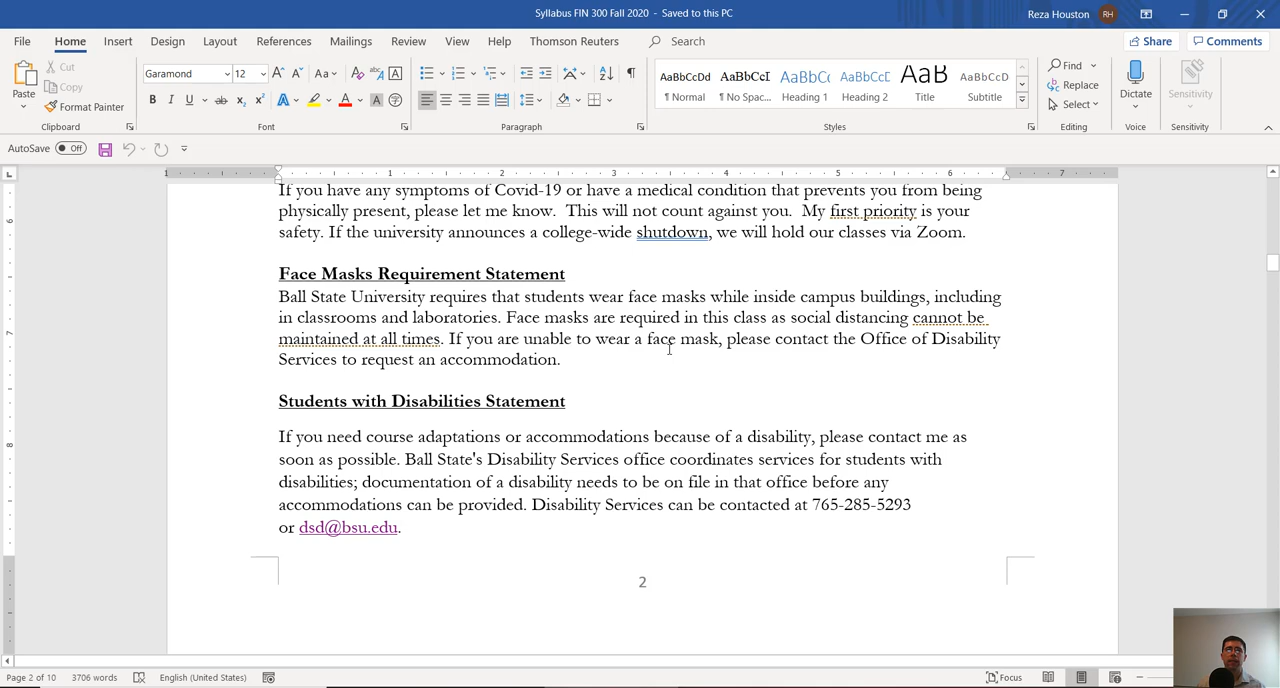 Syllabus FIN 300 Fall 2020 - Saved to this PC
Reza Houston RH
File Home Insert Design Layout References Mailings Review View Help Thomson Reuters Search Share Comments
Paste Cut Copy Format Painter
Garamond 12
AaBbCcDd AaBbCcI AaBbCc AaBbCcD AaB AaBbCcD
¶ Normal ¶ No Spac... Heading 1 Heading 2 Title Subtitle
Find Replace Select
Dictate Sensitivity
Clipboard Font Paragraph Styles Editing Voice Sensitivity
AutoSave Off
1 1 2 3 4 5 6 7
If you have any symptoms of Covid-19 or have a medical condition that prevents you from being
physically present, please let me know. This will not count against you. My first priority is your
safety. If the university announces a college-wide shutdown, we will hold our classes via Zoom.
Face Masks Requirement Statement
Ball State University requires that students wear face masks while inside campus buildings, including
in classrooms and laboratories. Face masks are required in this class as social distancing cannot be
maintained at all times. If you are unable to wear a face mask, please contact the Office of Disability
Services to request an accommodation.
Students with Disabilities Statement
If you need course adaptations or accommodations because of a disability, please contact me as
soon as possible. Ball State's Disability Services office coordinates services for students with
disabilities; documentation of a disability needs to be on file in that office before any
accommodations can be provided. Disability Services can be contacted at 765-285-5293
or dsd@bsu.edu.
2
Page 2 of 10 3706 words English (United States) Focus